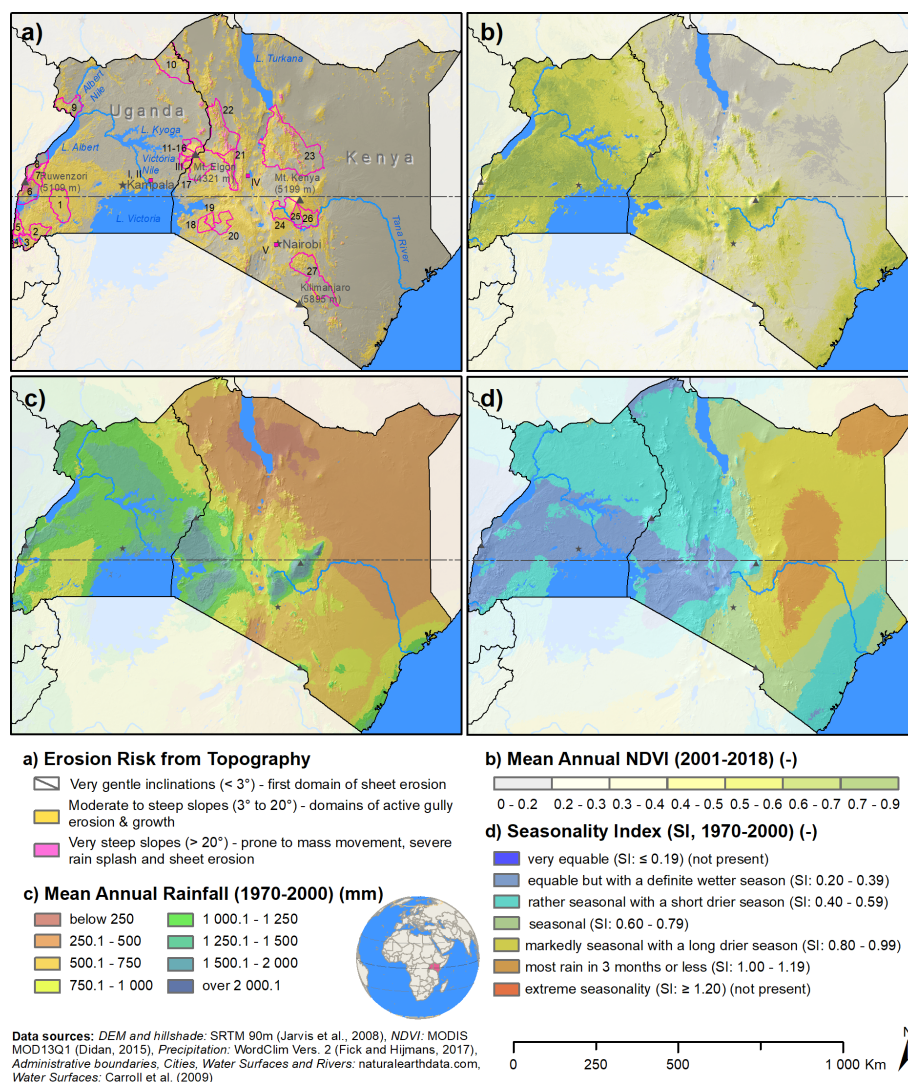 a)
10
L. Turkana
Albert
Nile
9
Uganda
22
L. Kyoga
L. Albert
11-16
Victoria
Nile
III
Mt. Elgon
(4321 m)
21
23
Kenya
8
7
Ruwenzori
(5109 m)
6
I, II
Kampala
17
IV
Mt. Kenya
(5199 m)
1
L. Victoria
19
18
20
25
26
24
Tana River
5
2
4
3
V
Nairobi
27
Kilimanjaro
(5895 m)
b)
c)
d)
a) Erosion Risk from Topography
Very gentle inclinations (< 3°) - first domain of sheet erosion
Moderate to steep slopes (3° to 20°) - domains of active gully
erosion & growth
Very steep slopes (> 20°) - prone to mass movement, severe
rain splash and sheet erosion
c) Mean Annual Rainfall (1970-2000) (mm)
below 250
250.1 - 500
500.1 - 750
750.1 - 1 000
1 000.1 - 1 250
1 250.1 - 1 500
1 500.1 - 2 000
over 2 000.1
b) Mean Annual NDVI (2001-2018) (-)
0 - 0.2 0.2 - 0.3 0.3 - 0.4 0.4 - 0.5 0.5 - 0.6 0.6 - 0.7 0.7 - 0.9
d) Seasonality Index (SI, 1970-2000) (-)
very equable (SI: ≤ 0.19) (not present)
equable but with a definite wetter season (SI: 0.20 - 0.39)
rather seasonal with a short drier season (SI: 0.40 - 0.59)
seasonal (SI: 0.60 - 0.79)
markedly seasonal with a long drier season (SI: 0.80 - 0.99)
most rain in 3 months or less (SI: 1.00 - 1.19)
extreme seasonality (SI: ≥ 1.20) (not present)
Data sources: DEM and hillshade: SRTM 90m (Jarvis et al., 2008), NDVI: MODIS
MOD13Q1 (Didan, 2015), Precipitation: WordClim Vers. 2 (Fick and Hijmans, 2017),
Administrative boundaries, Cities, Water Surfaces and Rivers: naturalearthdata.com,
Water Surfaces: Carroll et al. (2009)
0 250 500 1 000 Km
N